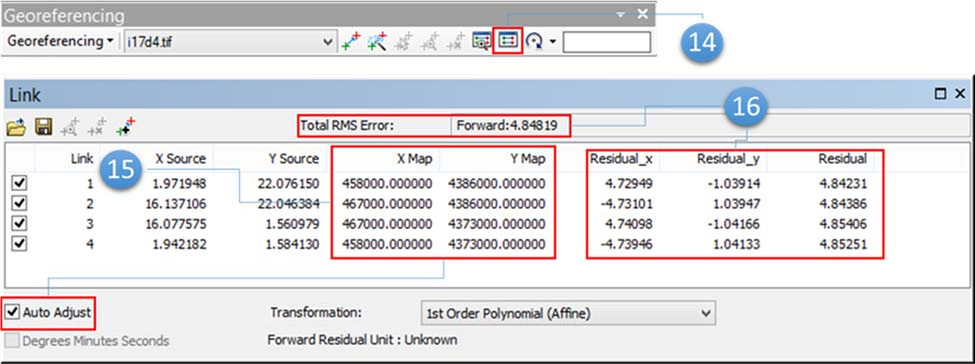 Georeferencing
Georeferencing i17d4.tif
14
Link
16
Total RMS Error: Forward:4.84819
Link X Source Y Source X Map Y Map Residual_x Residual_y Residual
15
1 1.971948 22.076150 458000.000000 4386000.000000 4.72949 -1.03914 4.84231
2 16.137106 22.046384 467000.000000 4386000.000000 -4.73101 1.03947 4.84386
3 16.077575 1.560979 467000.000000 4373000.000000 4.74098 -1.04166 4.85406
4 1.942182 1.584130 458000.000000 4373000.000000 -4.73946 1.04133 4.85251
Auto Adjust Transformation: 1st Order Polynomial (Affine)
Degrees Minutes Seconds Forward Residual Unit : Unknown